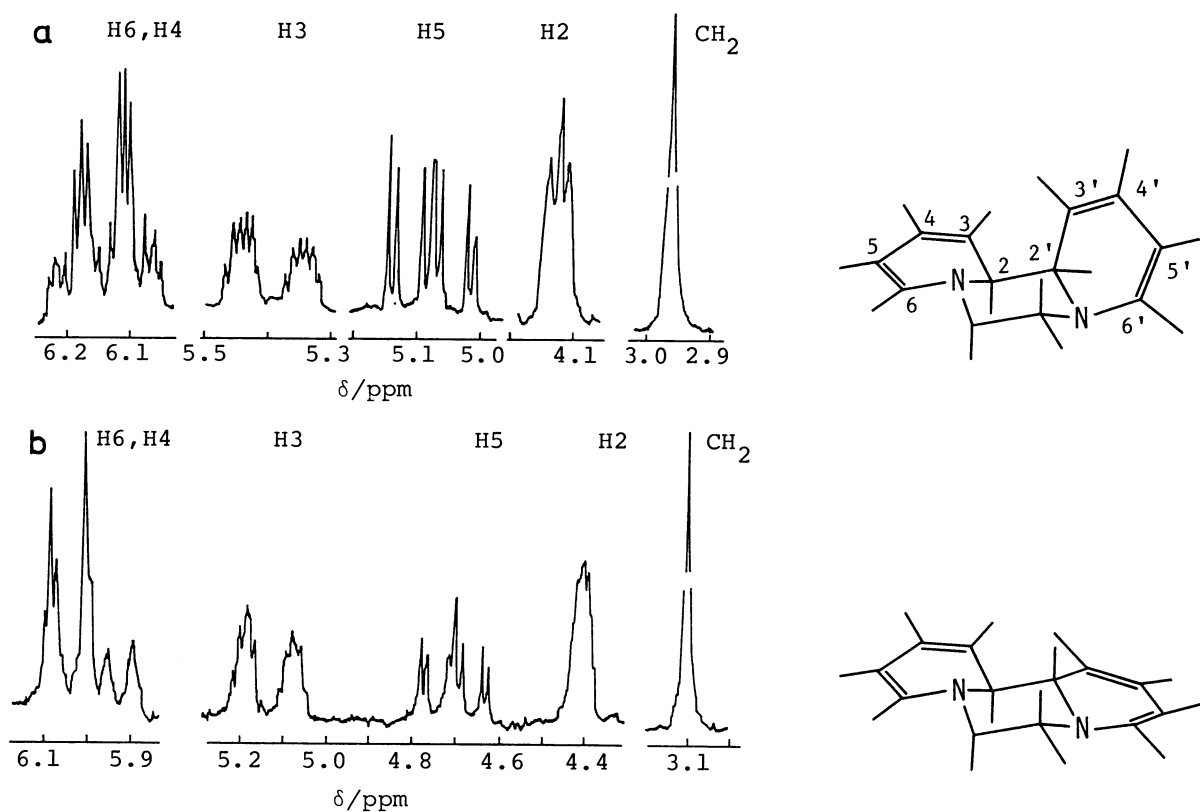 a H6,H4 H3 H5 H2 CH2
6.2 6.1 5.5 5.3 5.1 5.0 4.1 3.0 2.9
δ/ppm
3' 4'
4 3
5 2' 5'
N 2
6 N 6'
b H6,H4 H3 H5 H2 CH2
N
N
6.1 5.9 5.2 5.0 4.8 4.6 4.4 3.1
δ/ppm